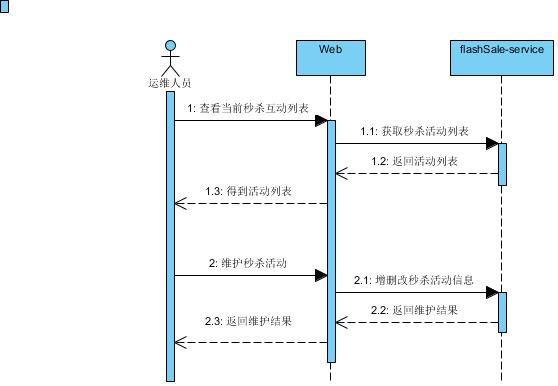 Web
flashSale-service
运维人员
1: 查看当前秒杀互动列表
1.1: 获取秒杀活动列表
1.2: 返回活动列表
1.3: 得到活动列表
2: 维护秒杀活动
2.1: 增删改秒杀活动信息
2.2: 返回维护结果
2.3: 返回维护结果